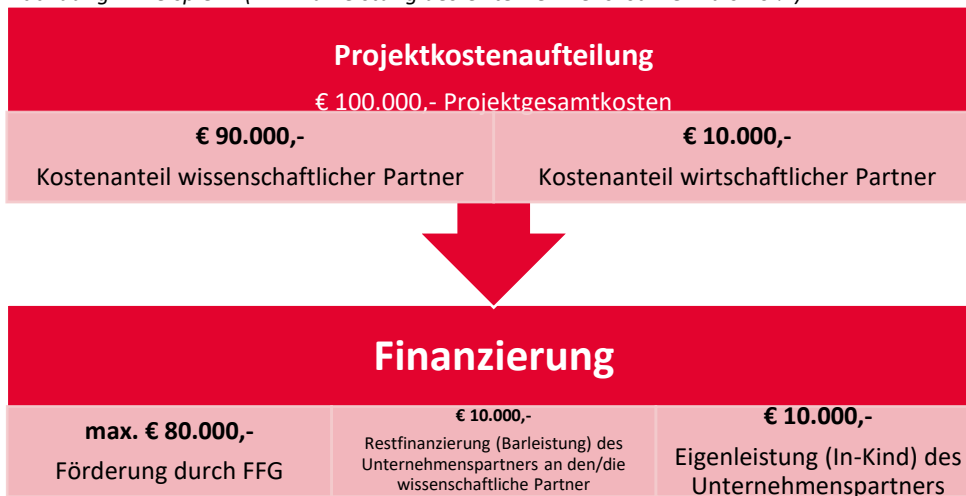 Projektkostenaufteilung
€ 100.000,- Projektgesamtkosten
€ 90.000,-
Kostenanteil wissenschaftlicher Partner
€ 10.000,-
Kostenanteil wirtschaftlicher Partner
Finanzierung
max. € 80.000,-
Förderung durch FFG
€ 10.000,-
Restfinanzierung (Barleistung) des
Unternehmenspartners an den/die
wissenschaftliche Partner
€ 10.000,-
Eigenleistung (In-Kind) des
Unternehmenspartners